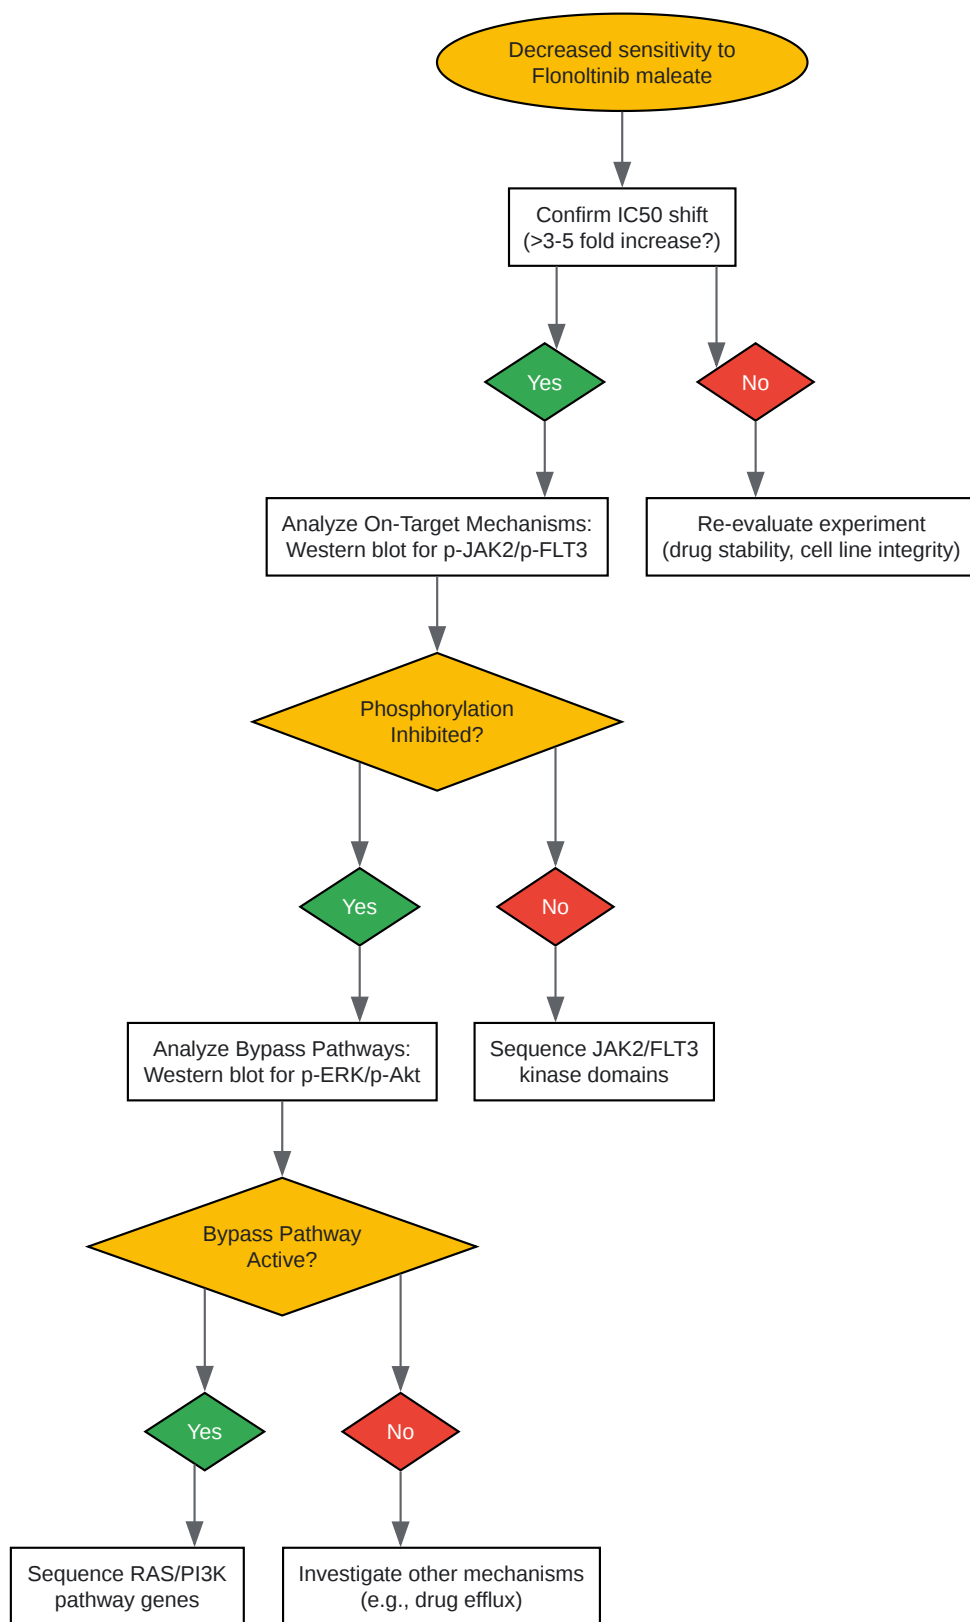 Decreased sensitivity to
Flonoltinib maleate
Confirm IC50 shift
(>3-5 fold increase?)
Yes
No
Analyze On-Target Mechanisms:
Western blot for p-JAK2/p-FLT3
Re-evaluate experiment
(drug stability, cell line integrity)
Phosphorylation
Inhibited?
Yes
No
Analyze Bypass Pathways:
Western blot for p-ERK/p-Akt
Sequence JAK2/FLT3
kinase domains
Bypass Pathway
Active?
Yes
No
Sequence RAS/PI3K
pathway genes
Investigate other mechanisms
(e.g., drug efflux)